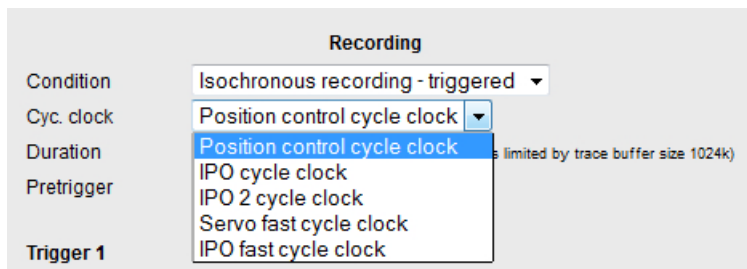 Recording
Condition Isochronous recording - triggered
Cyc. clock Position control cycle clock
Duration Position control cycle clock limited by trace buffer size 1024k)
IPO cycle clock
Pretrigger
IPO 2 cycle clock
Servo fast cycle clock
Trigger 1 IPO fast cycle clock